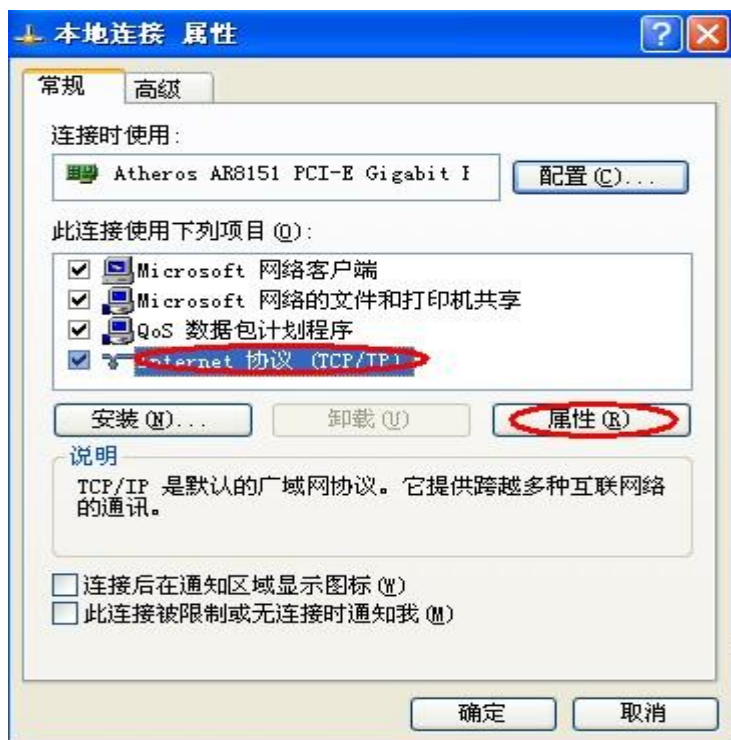 本地连接 属性
常规
高级
连接时使用:
Atheros AR8151 PCI-E Gigabit E
配置(C)...
此连接使用下列项目(O):
Microsoft 网络客户端
Microsoft 网络的文件和打印机共享
QoS 数据包计划程序
Internet 协议 (TCP/IP)
安装(N)...
卸载(U)
属性(R)
说明
TCP/IP 是默认的广域网协议。它提供跨越多种互联网络
的通讯。
连接后在通知区域显示图标(W)
此连接被限制或无连接时通知我(M)
确定
取消